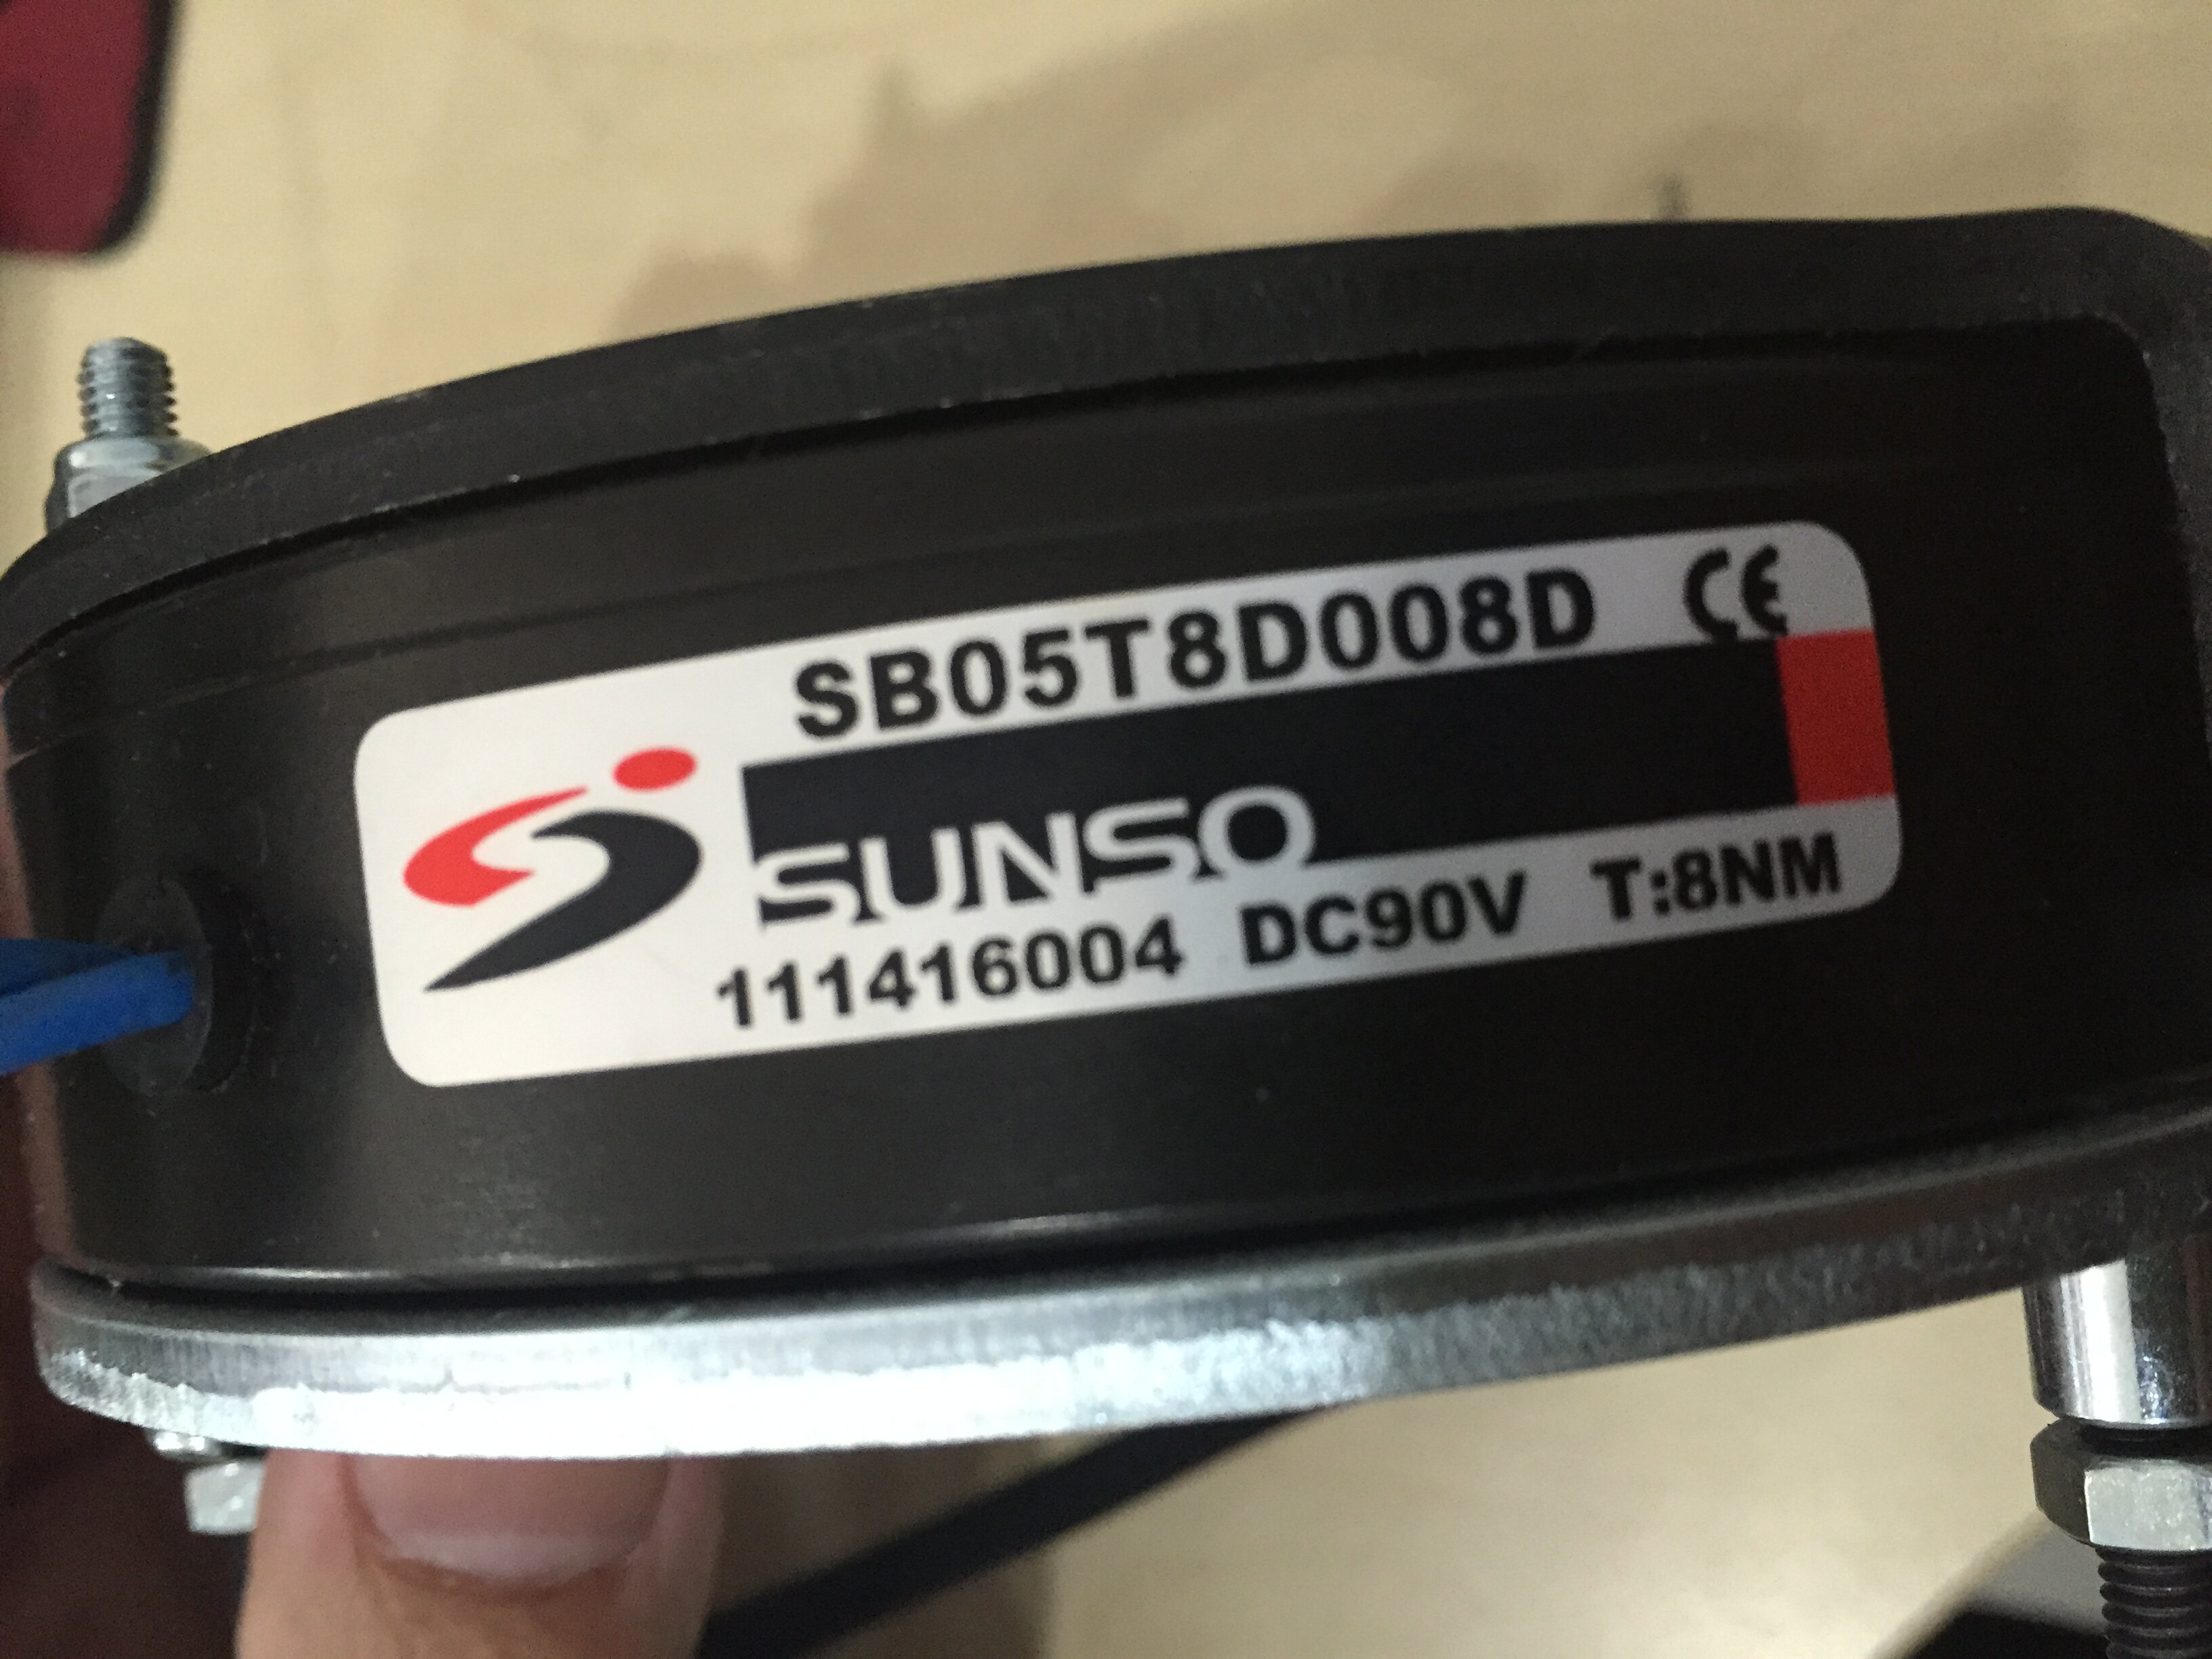 SB05T8D008D CE
SUNSO
111416004 DC90V T:8NM